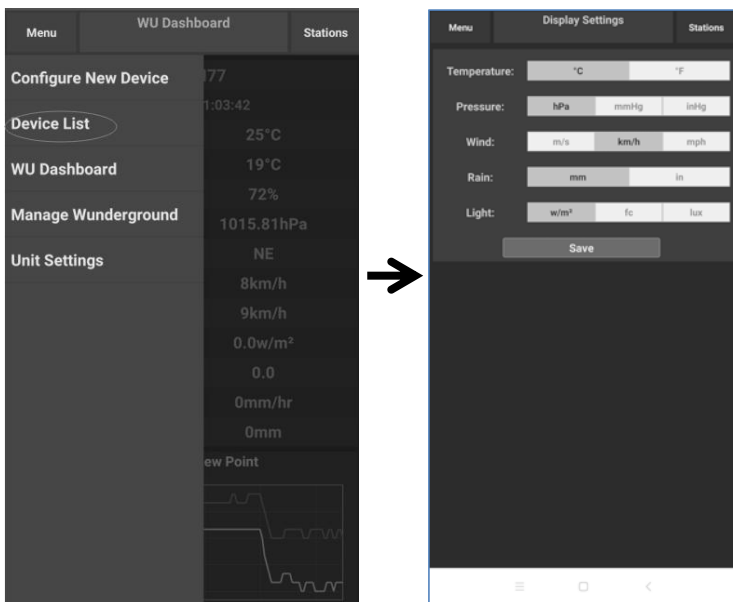 Menu
WU Dashboard
Stations
Configure New Device
177
1:03:42
Device List
25°C
WU Dashboard
19°C
72%
Manage Wunderground
1015.81hPa
Unit Settings
NE
8km/h
9km/h
0.0w/m²
0.0
0mm/hr
0mm
ew Point
Menu
Display Settings
Stations
Temperature: °C °F
Pressure: hPa mmHg inHg
Wind: m/s km/h mph
Rain: mm in
Light: w/m² fc lux
Save